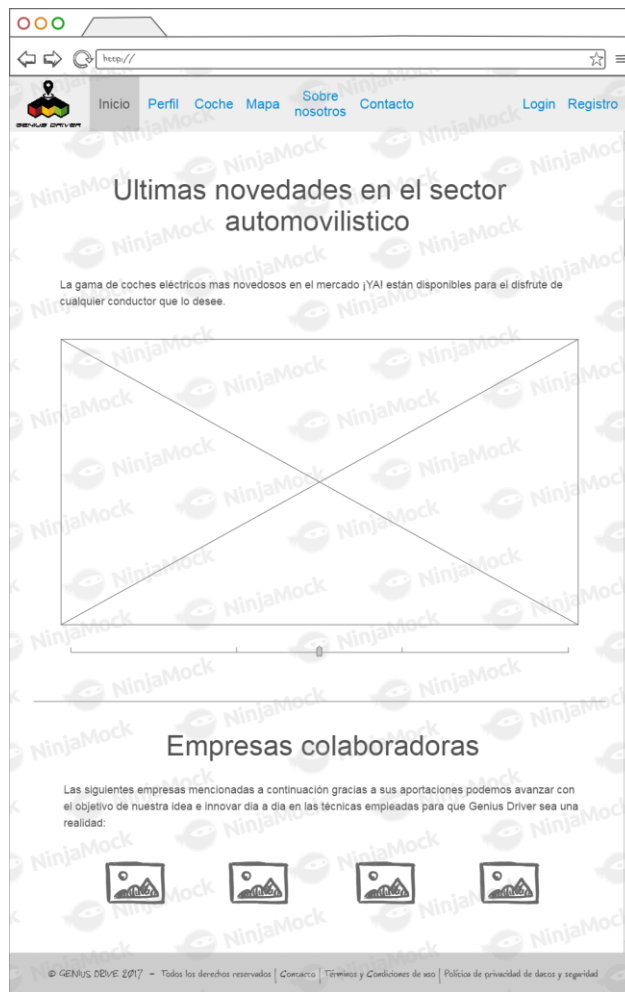 http://
GENIUS DRIVER
Inicio Perfil Coche Mapa Sobre nosotros Contacto Login Registro
Ultimas novedades en el sector
automovilistico
La gama de coches eléctricos mas novedosos en el mercado ¡YA! están disponibles para el disfrute de
cualquier conductor que lo desee.
Empresas colaboradoras
Las siguientes empresas mencionadas a continuación gracias a sus aportaciones podemos avanzar con
el objetivo de nuestra idea e innovar dia a dia en las técnicas empleadas para que Genius Driver sea una
realidad:
© GENIUS DRIVE 2017 - Todos los derechos reservados | Contacto | Términos y Condiciones de uso | Políticia de privacidad de datos y seguridad
NinjaMock